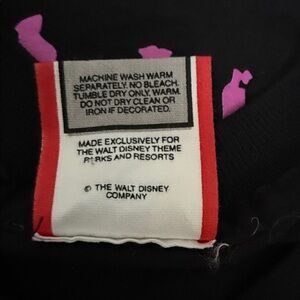 MACHINE WASH WARM
SEPARATELY. NO BLEACH.
TUMBLE DRY ONLY, WARM.
DO NOT DRY CLEAN OR
IRON IF DECORATED.
MADE EXCLUSIVELY FOR
THE WALT DISNEY THEME
PARKS AND RESORTS
© THE WALT DISNEY
COMPANY